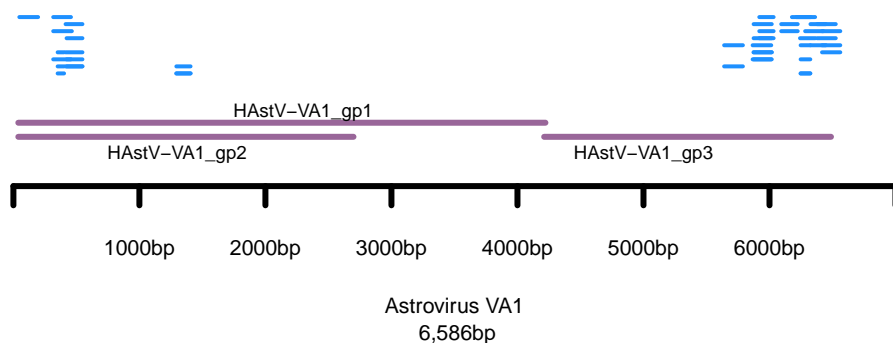 HAstV−VA1_gp1
HAstV−VA1_gp2
HAstV−VA1_gp3
1000bp 2000bp 3000bp 4000bp 5000bp 6000bp
Astrovirus VA1
6,586bp